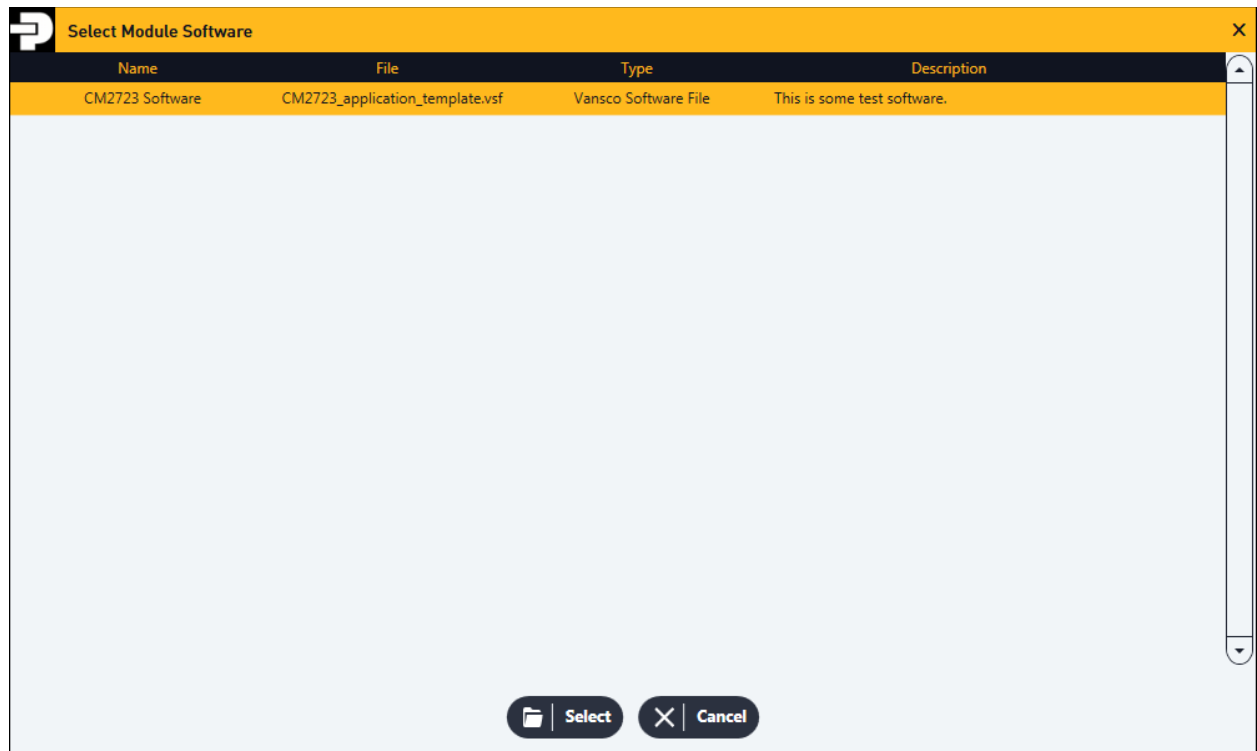 Select Module Software
Name File Type Description
CM2723 Software CM2723_application_template.vsf Vansco Software File This is some test software.
Select Cancel